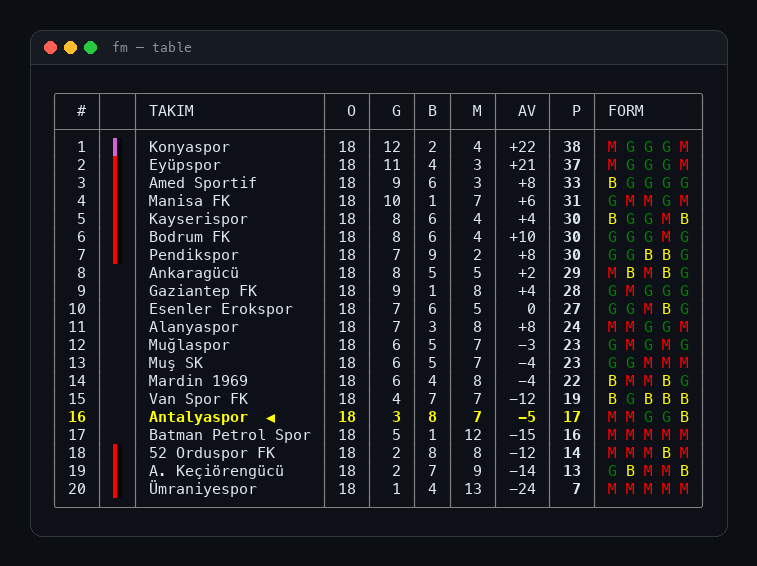 fm — table
# TAKIM O G B M AV P FORM
1 Konyaspor 18 12 2 4 +22 38 M G G G M
2 Eyüpspor 18 11 4 3 +21 37 M G G G M
3 Amed Sportif 18 9 6 3 +8 33 B G G G G
4 Manisa FK 18 10 1 7 +6 31 G M M G M
5 Kayserispor 18 8 6 4 +4 30 B G G M B
6 Bodrum FK 18 8 6 4 +10 30 G G G M G
7 Pendikspor 18 7 9 2 +8 30 G G B B G
8 Ankaragücü 18 8 5 5 +2 29 M B M B G
9 Gaziantep FK 18 9 1 8 +4 28 G M G G G
10 Esenler Erokspor 18 7 6 5 0 27 G G M B G
11 Alanyaspor 18 7 3 8 +8 24 M M G G M
12 Muğlaspor 18 6 5 7 −3 23 G M G M G
13 Muş SK 18 6 5 7 −4 23 G G M M M
14 Mardin 1969 18 6 4 8 −4 22 B M M B G
15 Van Spor FK 18 4 7 7 −12 19 B G B B B
16 Antalyaspor ◀ 18 3 8 7 −5 17 M M G G B
17 Batman Petrol Spor 18 5 1 12 −15 16 M M M M M
18 52 Orduspor FK 18 2 8 8 −12 14 M M M B M
19 A. Keçiörengücü 18 2 7 9 −14 13 G B M M B
20 Ümraniyespor 18 1 4 13 −24 7 M M M M M